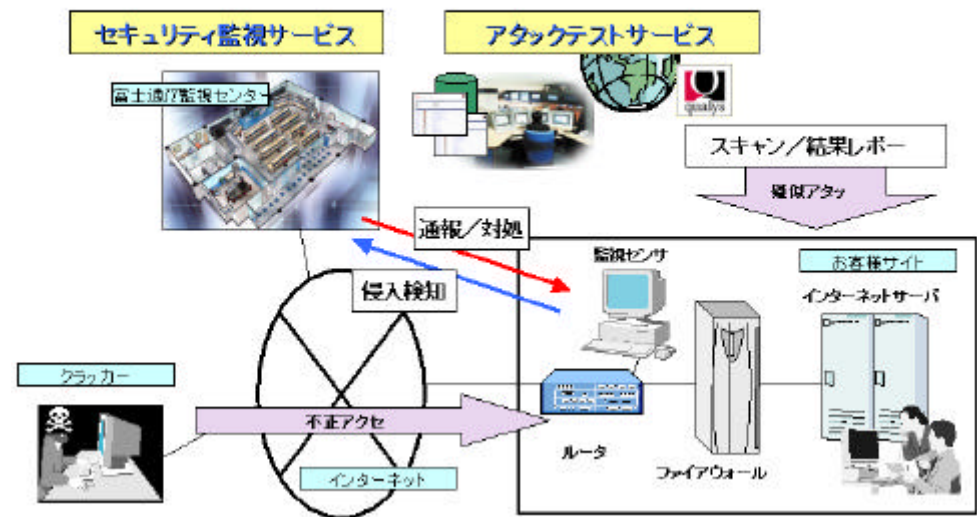 セキュリティ監視サービス
アタックテストサービス
富士通IT監視センター
qualys
スキャン／結果レポー
疑似アタッ
通報／対処
監視センサ
お客様サイト
侵入検知
インターネットサーバ
クラッカー
不正アクセ
ルータ
ファイアウォール
インターネット